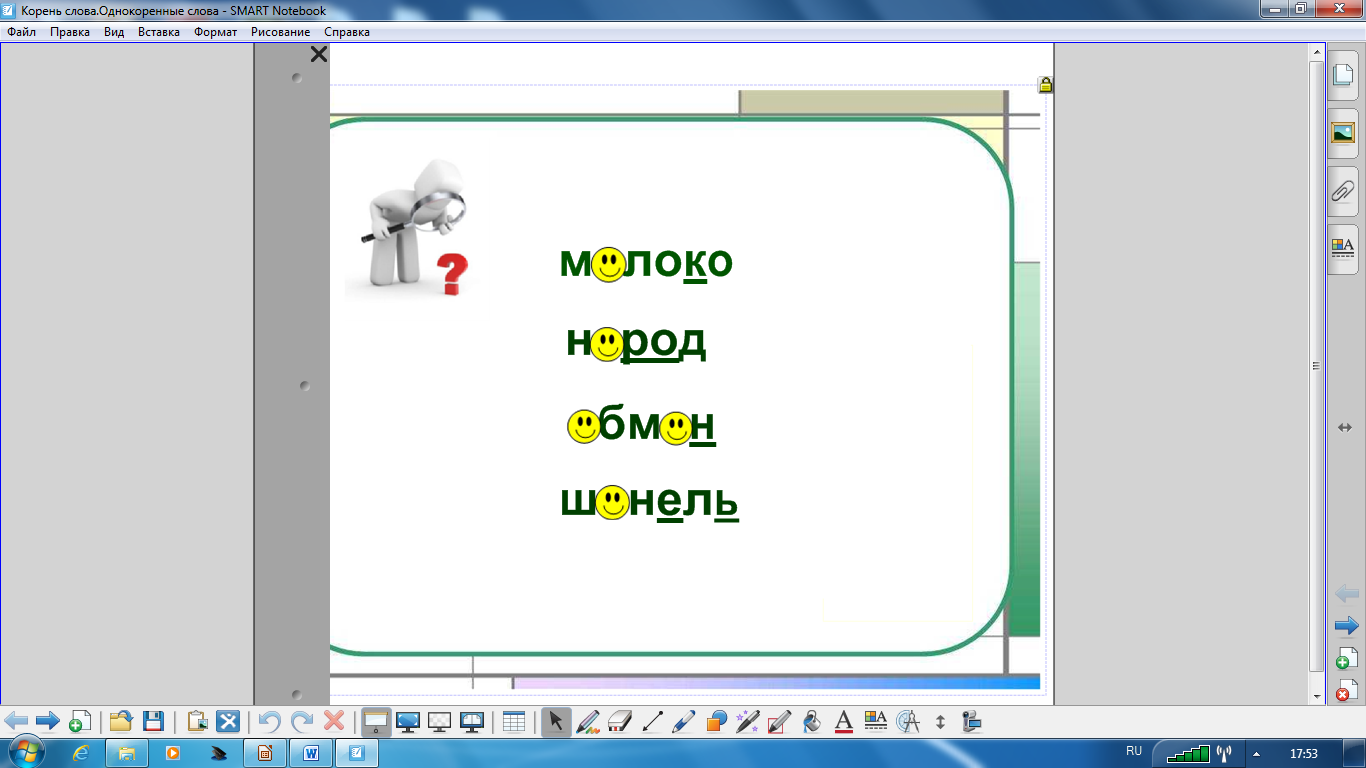 Корень слова.Однокоренные слова - SMART Notebook
Файл Правка Вид Вставка Формат Рисование Справка
?
м🙂локо
н🙂род
🙂бм🙂н
ш🙂нель
RU
17:53